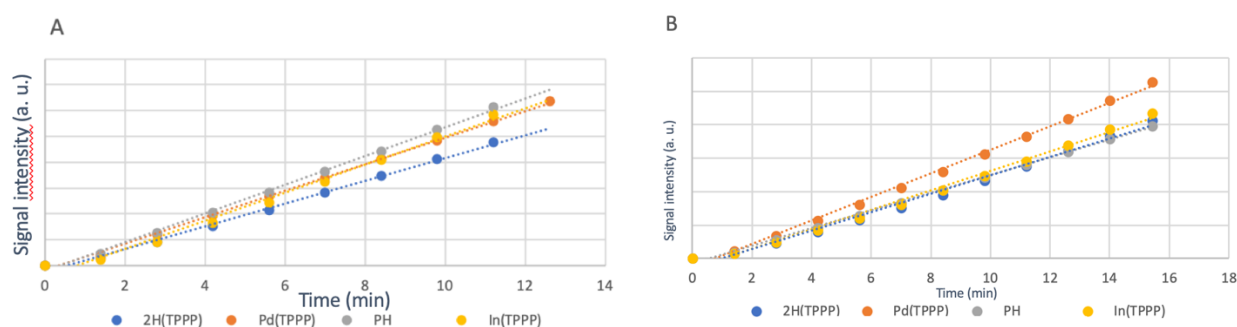 A
Signal intensity (a. u.)
0 2 4 6 8 10 12 14
Time (min)
2H(TPPP) Pd(TPPP) PH In(TPPP)
B
Signal intensity (a. u.)
0 2 4 6 8 10 12 14 16 18
Time (min)
2H(TPPP) Pd(TPPP) PH In(TPPP)